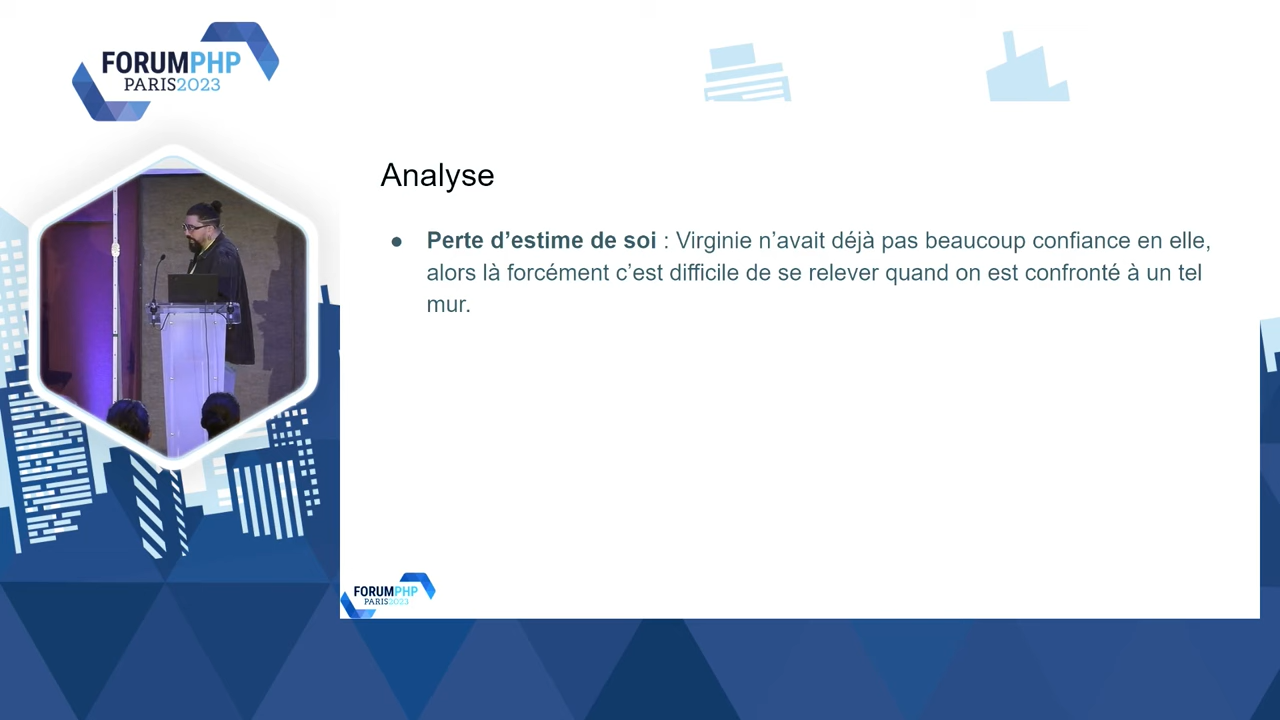 FORUMPHP
PARIS2023
Analyse
● Perte d’estime de soi : Virginie n’avait déjà pas beaucoup confiance en elle,
alors là forcément c’est difficile de se relever quand on est confronté à un tel
mur.
FORUMPHP
PARIS2023